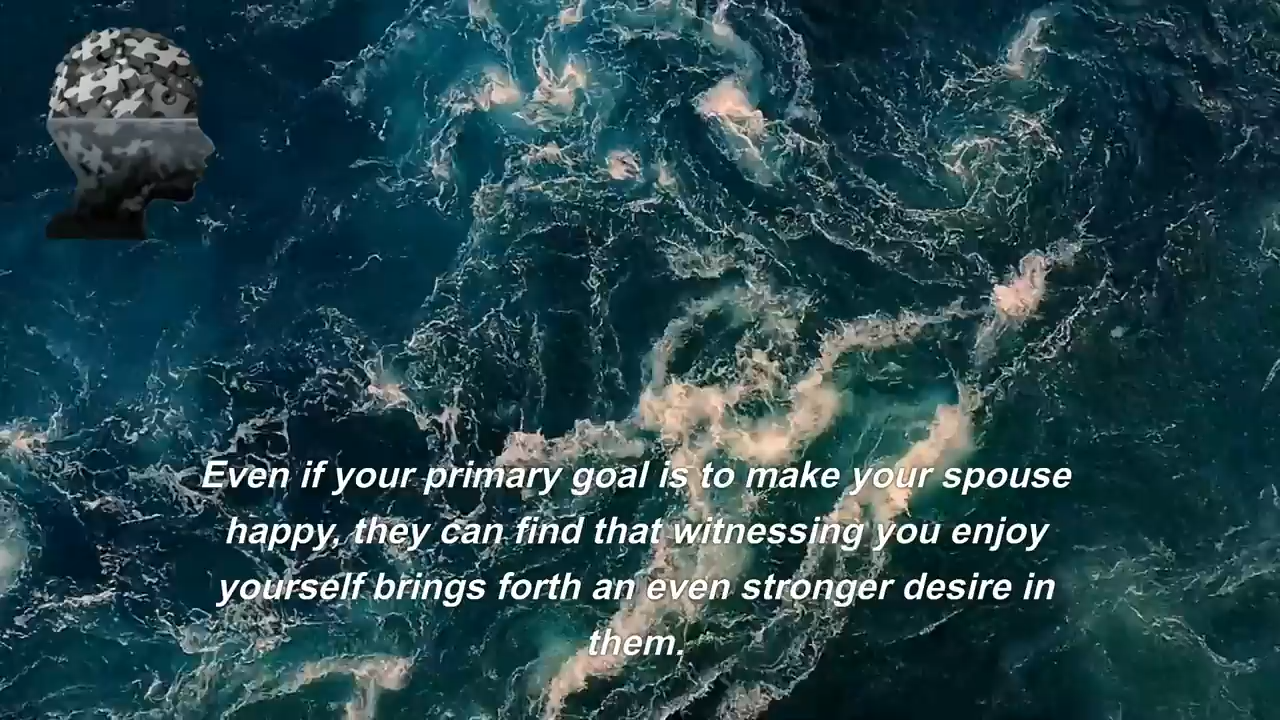 Even if your primary goal is to make your spouse
happy, they can find that witnessing you enjoy
yourself brings forth an even stronger desire in
them.